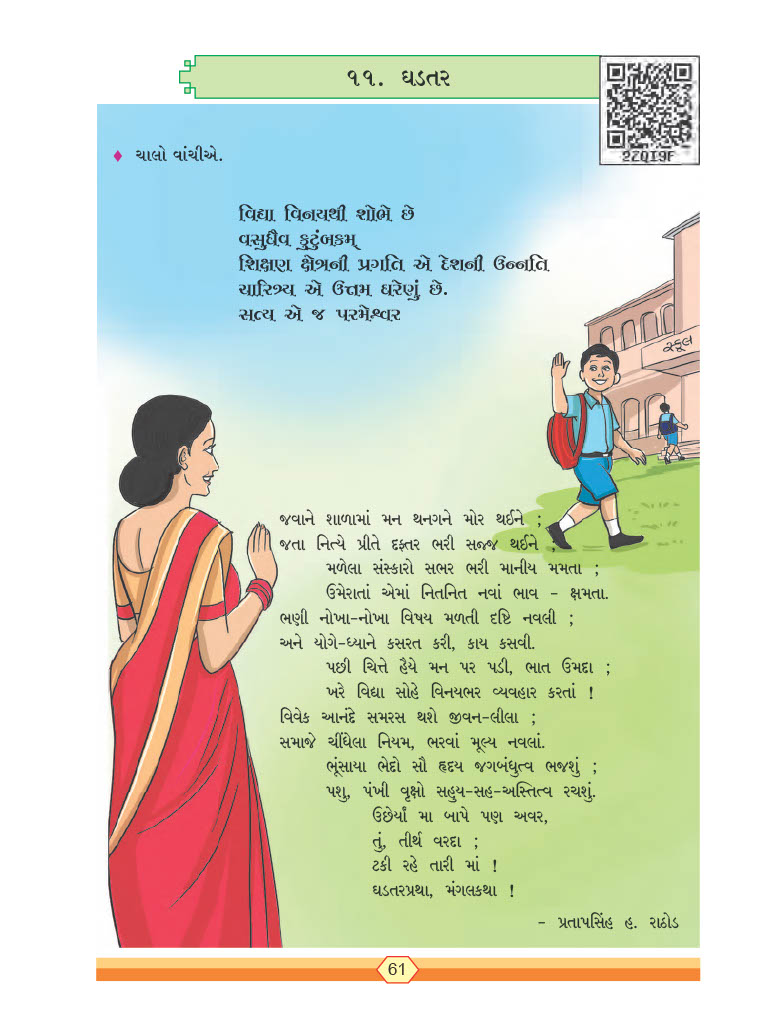 ૧૧. ઘડતર
2ZQI9F
♦ ચાલો વાંચીએ.
વિદ્યા વિનયથી શોભે છે
વસુધૈવ કુટુંબકમ્
શિક્ષણ ક્ષેત્રની પ્રગતિ એ દેશની ઉન્નતિ
ચારિત્ર્ય એ ઉત્તમ ઘરેણું છે.
સત્ય એ જ પરમેશ્વર
સ્કૂલ
જવાને શાળામાં મન થનગને મોર થઈને ;
જતા નિત્યે પ્રીતે દફ્તર ભરી સજ્જ થઈને ;
મળેલા સંસ્કારો સભર ભરી માનીય મમતા ;
ઉમેરાતાં એમાં નિતનિત નવાં ભાવ – ક્ષમતા.
ભણી નોખા-નોખા વિષય મળતી દૃષ્ટિ નવલી ;
અને યોગે-ધ્યાને કસરત કરી, કાય કસવી.
પછી ચિત્તે હૈયે મન પર પડી, ભાત ઉમદા ;
ખરે વિદ્યા સોહે વિનયભર વ્યવહાર કરતાં !
વિવેક આનંદે સમરસ થશે જીવન-લીલા ;
સમાજે ચીંધેલા નિયમ, ભરવાં મૂલ્ય નવલાં.
ભૂંસાયા ભેદો સૌ હૃદય જગબંધુત્વ ભજશું ;
પશુ, પંખી વૃક્ષો સહુય-સહ-અસ્તિત્વ રચશું.
ઉછેર્યાં મા બાપે પણ અવર,
તું, તીર્થ વરદા ;
ટકી રહે તારી માં !
ઘડતરપ્રથા, મંગલકથા !
– પ્રતાપસિંહ હ. રાઠોડ
61